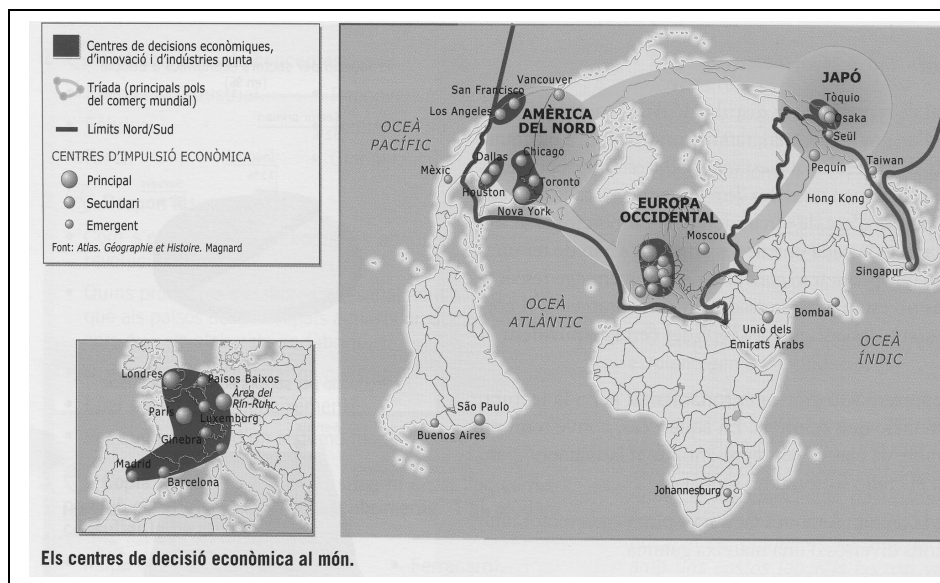 Centres de decisions econòmiques,
d'innovació i d'indústries punta
Tríada (principals pols
del comerç mundial)
Límits Nord/Sud
CENTRES D'IMPULSIÓ ECONÒMICA
Principal
Secundari
Emergent
Font: Atlas. Géographie et Histoire. Magnard
OCEÀ
PACÍFIC
Vancouver
San Francisco
Los Angeles
AMÈRICA
DEL NORD
Chicago
Dallas
Mèxic
Toronto
Houston
Nova York
EUROPA
OCCIDENTAL
Moscou
JAPÓ
Tòquio
Osaka
Seül
Pequín
Taiwan
Hong Kong
Singapur
Bombai
Unió dels
Emirats Àrabs
OCEÀ
ATLÀNTIC
OCEÀ
ÍNDIC
São Paulo
Buenos Aires
Johannesburg
Londres
Països Baixos
Àrea del
Rin-Ruhr
París
Luxemburg
Ginebra
Madrid
Barcelona
Els centres de decisió econòmica al món.